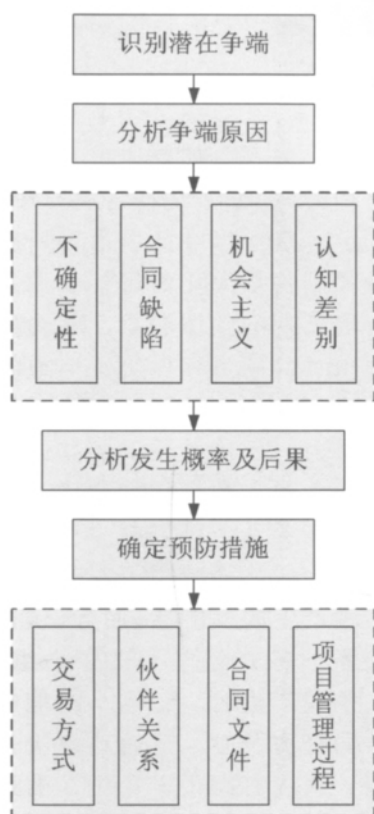 识别潜在争端
分析争端原因
不确定性
合同缺陷
机会主义
认知差别
分析发生概率及后果
确定预防措施
交易方式
伙伴关系
合同文件
项目管理过程